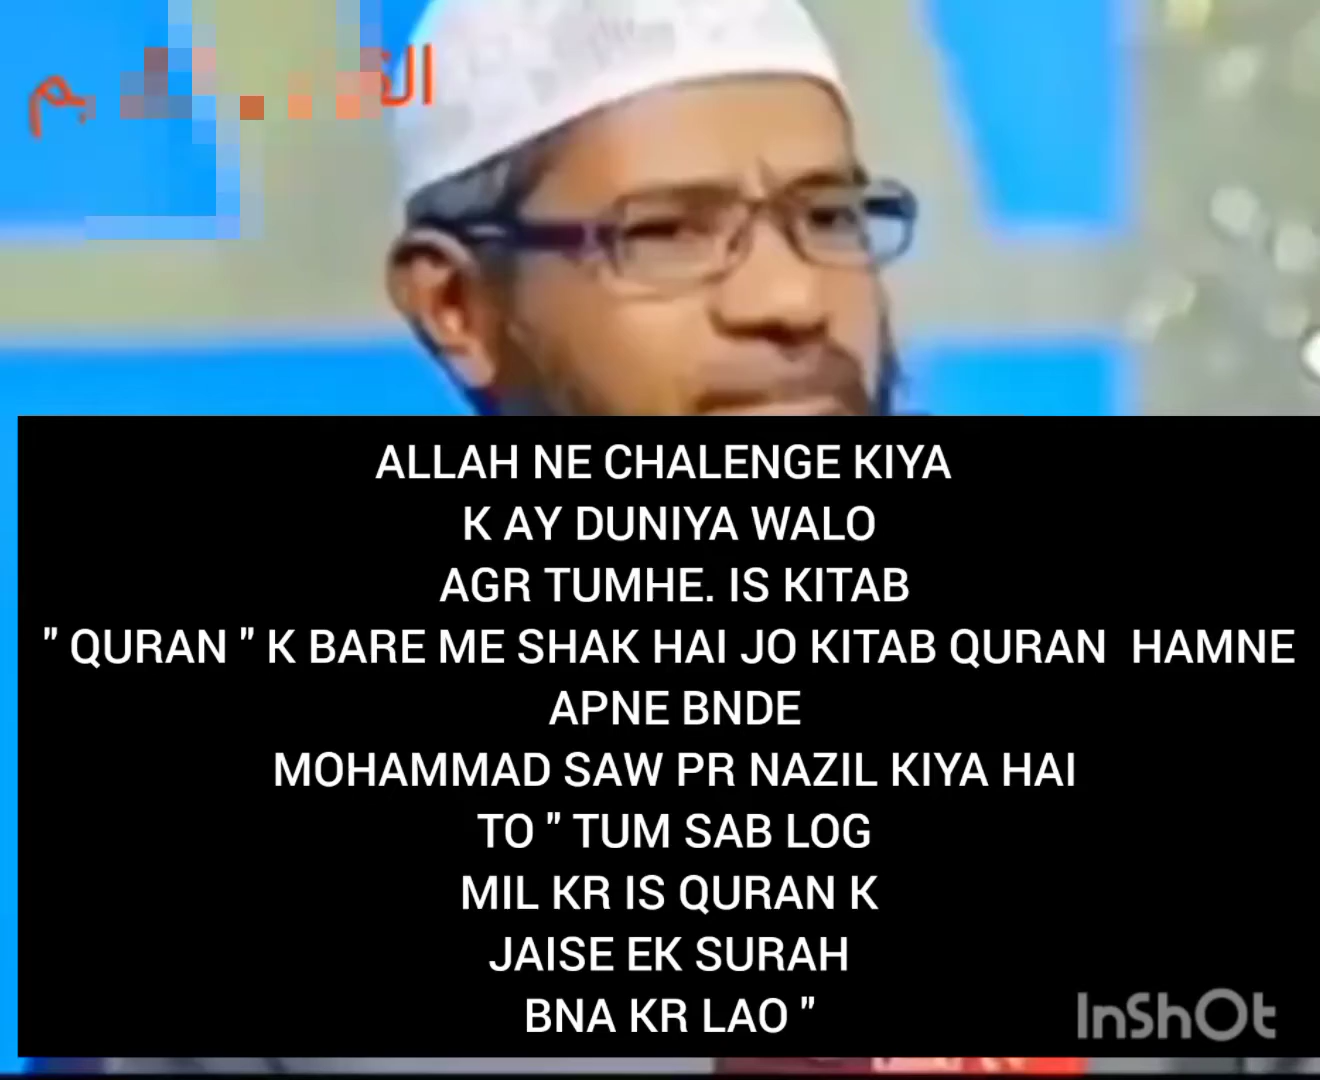 ALLAH NE CHALENGE KIYA
K AY DUNIYA WALO
AGR TUMHE. IS KITAB
" QURAN " K BARE ME SHAK HAI JO KITAB QURAN HAMNE
APNE BNDE
MOHAMMAD SAW PR NAZIL KIYA HAI
TO " TUM SAB LOG
MIL KR IS QURAN K
JAISE EK SURAH
BNA KR LAO "
InShOt